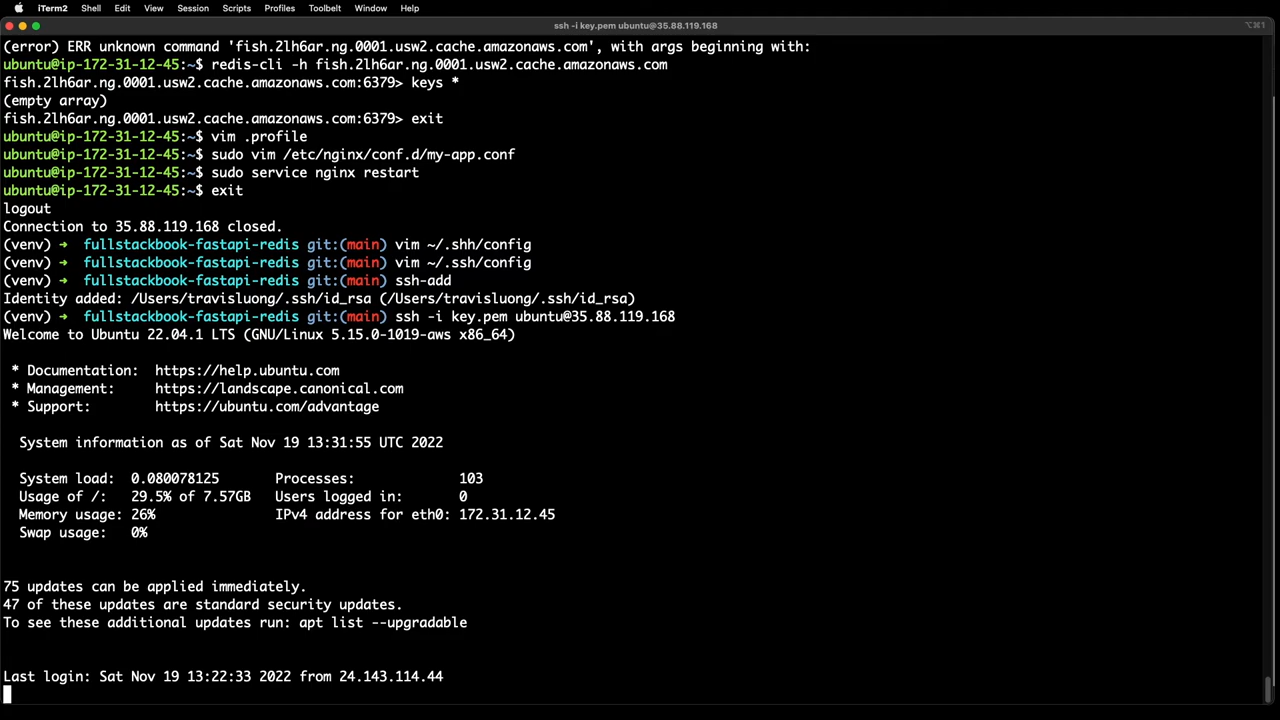 iTerm2 Shell Edit View Session Scripts Profiles Toolbelt Window Help
ssh -i key.pem ubuntu@35.88.119.168
⌥⌘1
(error) ERR unknown command 'fish.2lh6ar.ng.0001.usw2.cache.amazonaws.com', with args beginning with:
ubuntu@ip-172-31-12-45:~$ redis-cli -h fish.2lh6ar.ng.0001.usw2.cache.amazonaws.com
fish.2lh6ar.ng.0001.usw2.cache.amazonaws.com:6379> keys *
(empty array)
fish.2lh6ar.ng.0001.usw2.cache.amazonaws.com:6379> exit
ubuntu@ip-172-31-12-45:~$ vim .profile
ubuntu@ip-172-31-12-45:~$ sudo vim /etc/nginx/conf.d/my-app.conf
ubuntu@ip-172-31-12-45:~$ sudo service nginx restart
ubuntu@ip-172-31-12-45:~$ exit
logout
Connection to 35.88.119.168 closed.
(venv) ➜  fullstackbook-fastapi-redis git:(main) vim ~/.shh/config
(venv) ➜  fullstackbook-fastapi-redis git:(main) vim ~/.ssh/config
(venv) ➜  fullstackbook-fastapi-redis git:(main) ssh-add
Identity added: /Users/travisluong/.ssh/id_rsa (/Users/travisluong/.ssh/id_rsa)
(venv) ➜  fullstackbook-fastapi-redis git:(main) ssh -i key.pem ubuntu@35.88.119.168
Welcome to Ubuntu 22.04.1 LTS (GNU/Linux 5.15.0-1019-aws x86_64)
* Documentation:  https://help.ubuntu.com
* Management:     https://landscape.canonical.com
* Support:        https://ubuntu.com/advantage
System information as of Sat Nov 19 13:31:55 UTC 2022
System load:  0.080078125      Processes:             103
Usage of /:   29.5% of 7.57GB   Users logged in:       0
Memory usage: 26%               IPv4 address for eth0: 172.31.12.45
Swap usage:   0%
75 updates can be applied immediately.
47 of these updates are standard security updates.
To see these additional updates run: apt list --upgradable
Last login: Sat Nov 19 13:22:33 2022 from 24.143.114.44